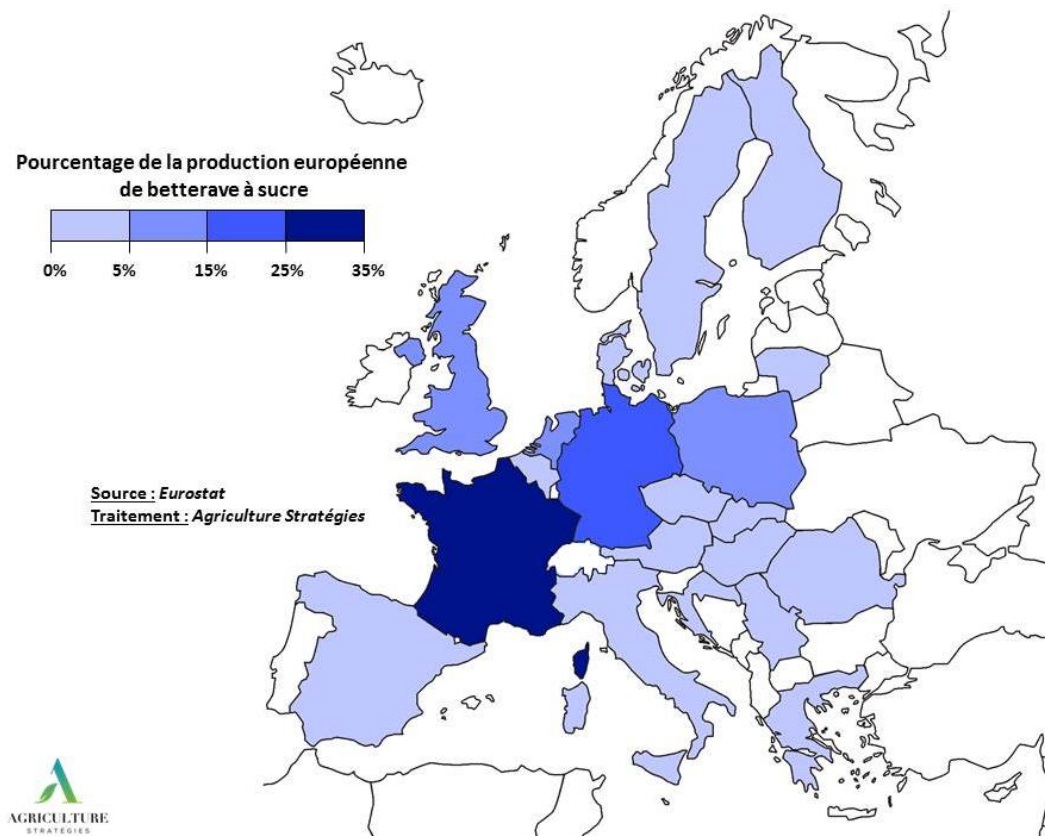 Pourcentage de la production européenne
de betterave à sucre
0% 5% 15% 25% 35%
Source : Eurostat
Traitement : Agriculture Stratégies
AGRICULTURE
STRATÉGIES